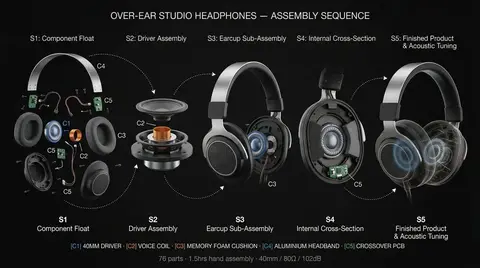 OVER-EAR STUDIO HEADPHONES — ASSEMBLY SEQUENCE
S1: Component Float
S2: Driver Assembly
S3: Earcup Sub-Assembly
S4: Internal Cross-Section
S5: Finished Product
& Acoustic Tuning
C4
C5
C5
[C1]
C2
C2
C3
C3
C5
S1
Component Float
S2
Driver Assembly
S3
Earcup Sub-Assembly
S4
Internal Cross-Section
S5
Finished Product
and Acoustic Tuning
[C1] 40MM DRIVER · [C2] VOICE COIL · [C3] MEMORY FOAM CUSHION · [C4] ALUMINIUM HEADBAND · [C5] CROSSOVER PCB
76 parts · 1.5hrs hand assembly · 40mm / 80Ω / 102dB